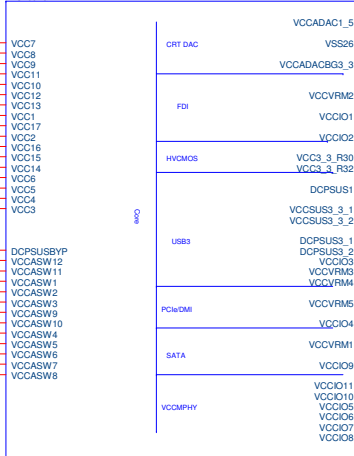 VCC7
VCC8
VCC9
VCC11
VCC10
VCC12
VCC13
VCC1
VCC17
VCC2
VCC16
VCC15
VCC14
VCC6
VCC5
VCC4
VCC3
DCPSUSBYP
VCCASW12
VCCASW11
VCCASW1
VCCASW2
VCCASW3
VCCASW9
VCCASW10
VCCASW4
VCCASW5
VCCASW6
VCCASW7
VCCASW8
Core
CRT DAC
FDI
HVCMOS
USB3
PCIe/DMI
SATA
VCCMPHY
VCCADAC1_5
VSS26
VCCADACBG3_3
VCCVRM2
VCCIO1
VCCIO2
VCC3_3_R30
VCC3_3_R32
DCPSUS1
VCCSUS3_3_1
VCCSUS3_3_2
DCPSUS3_1
DCPSUS3_2
VCCIO3
VCCVRM3
VCCVRM4
VCCVRM5
VCCIO4
VCCVRM1
VCCIO9
VCCIO11
VCCIO10
VCCIO5
VCCIO6
VCCIO7
VCCIO8